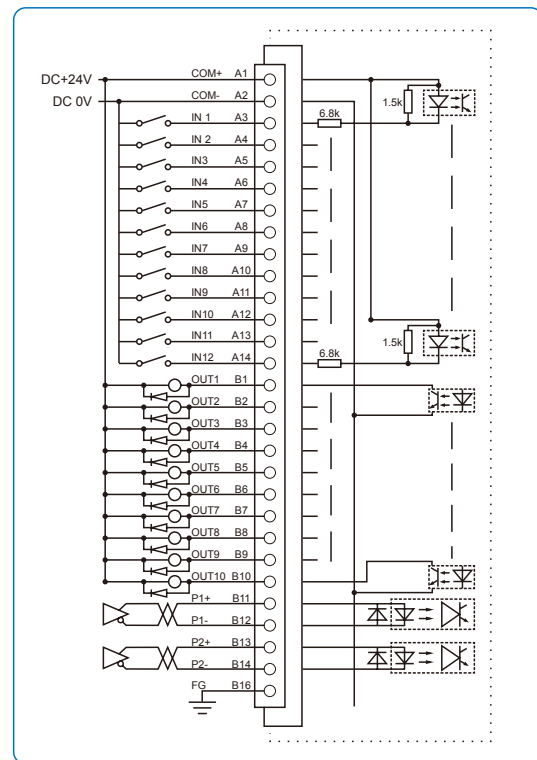 DC+24V COM+ A1
DC 0V COM- A2
1.5k
IN 1 A3 6.8k
IN 2 A4
IN3 A5
IN4 A6
IN5 A7
IN6 A8
IN7 A9
IN8 A10
IN9 A11
IN10 A12
IN11 A13
1.5k
IN12 A14 6.8k
OUT1 B1
OUT2 B2
OUT3 B3
OUT4 B4
OUT5 B5
OUT6 B6
OUT7 B7
OUT8 B8
OUT9 B9
OUT10 B10
P1+ B11
P1- B12
P2+ B13
P2- B14
FG B16